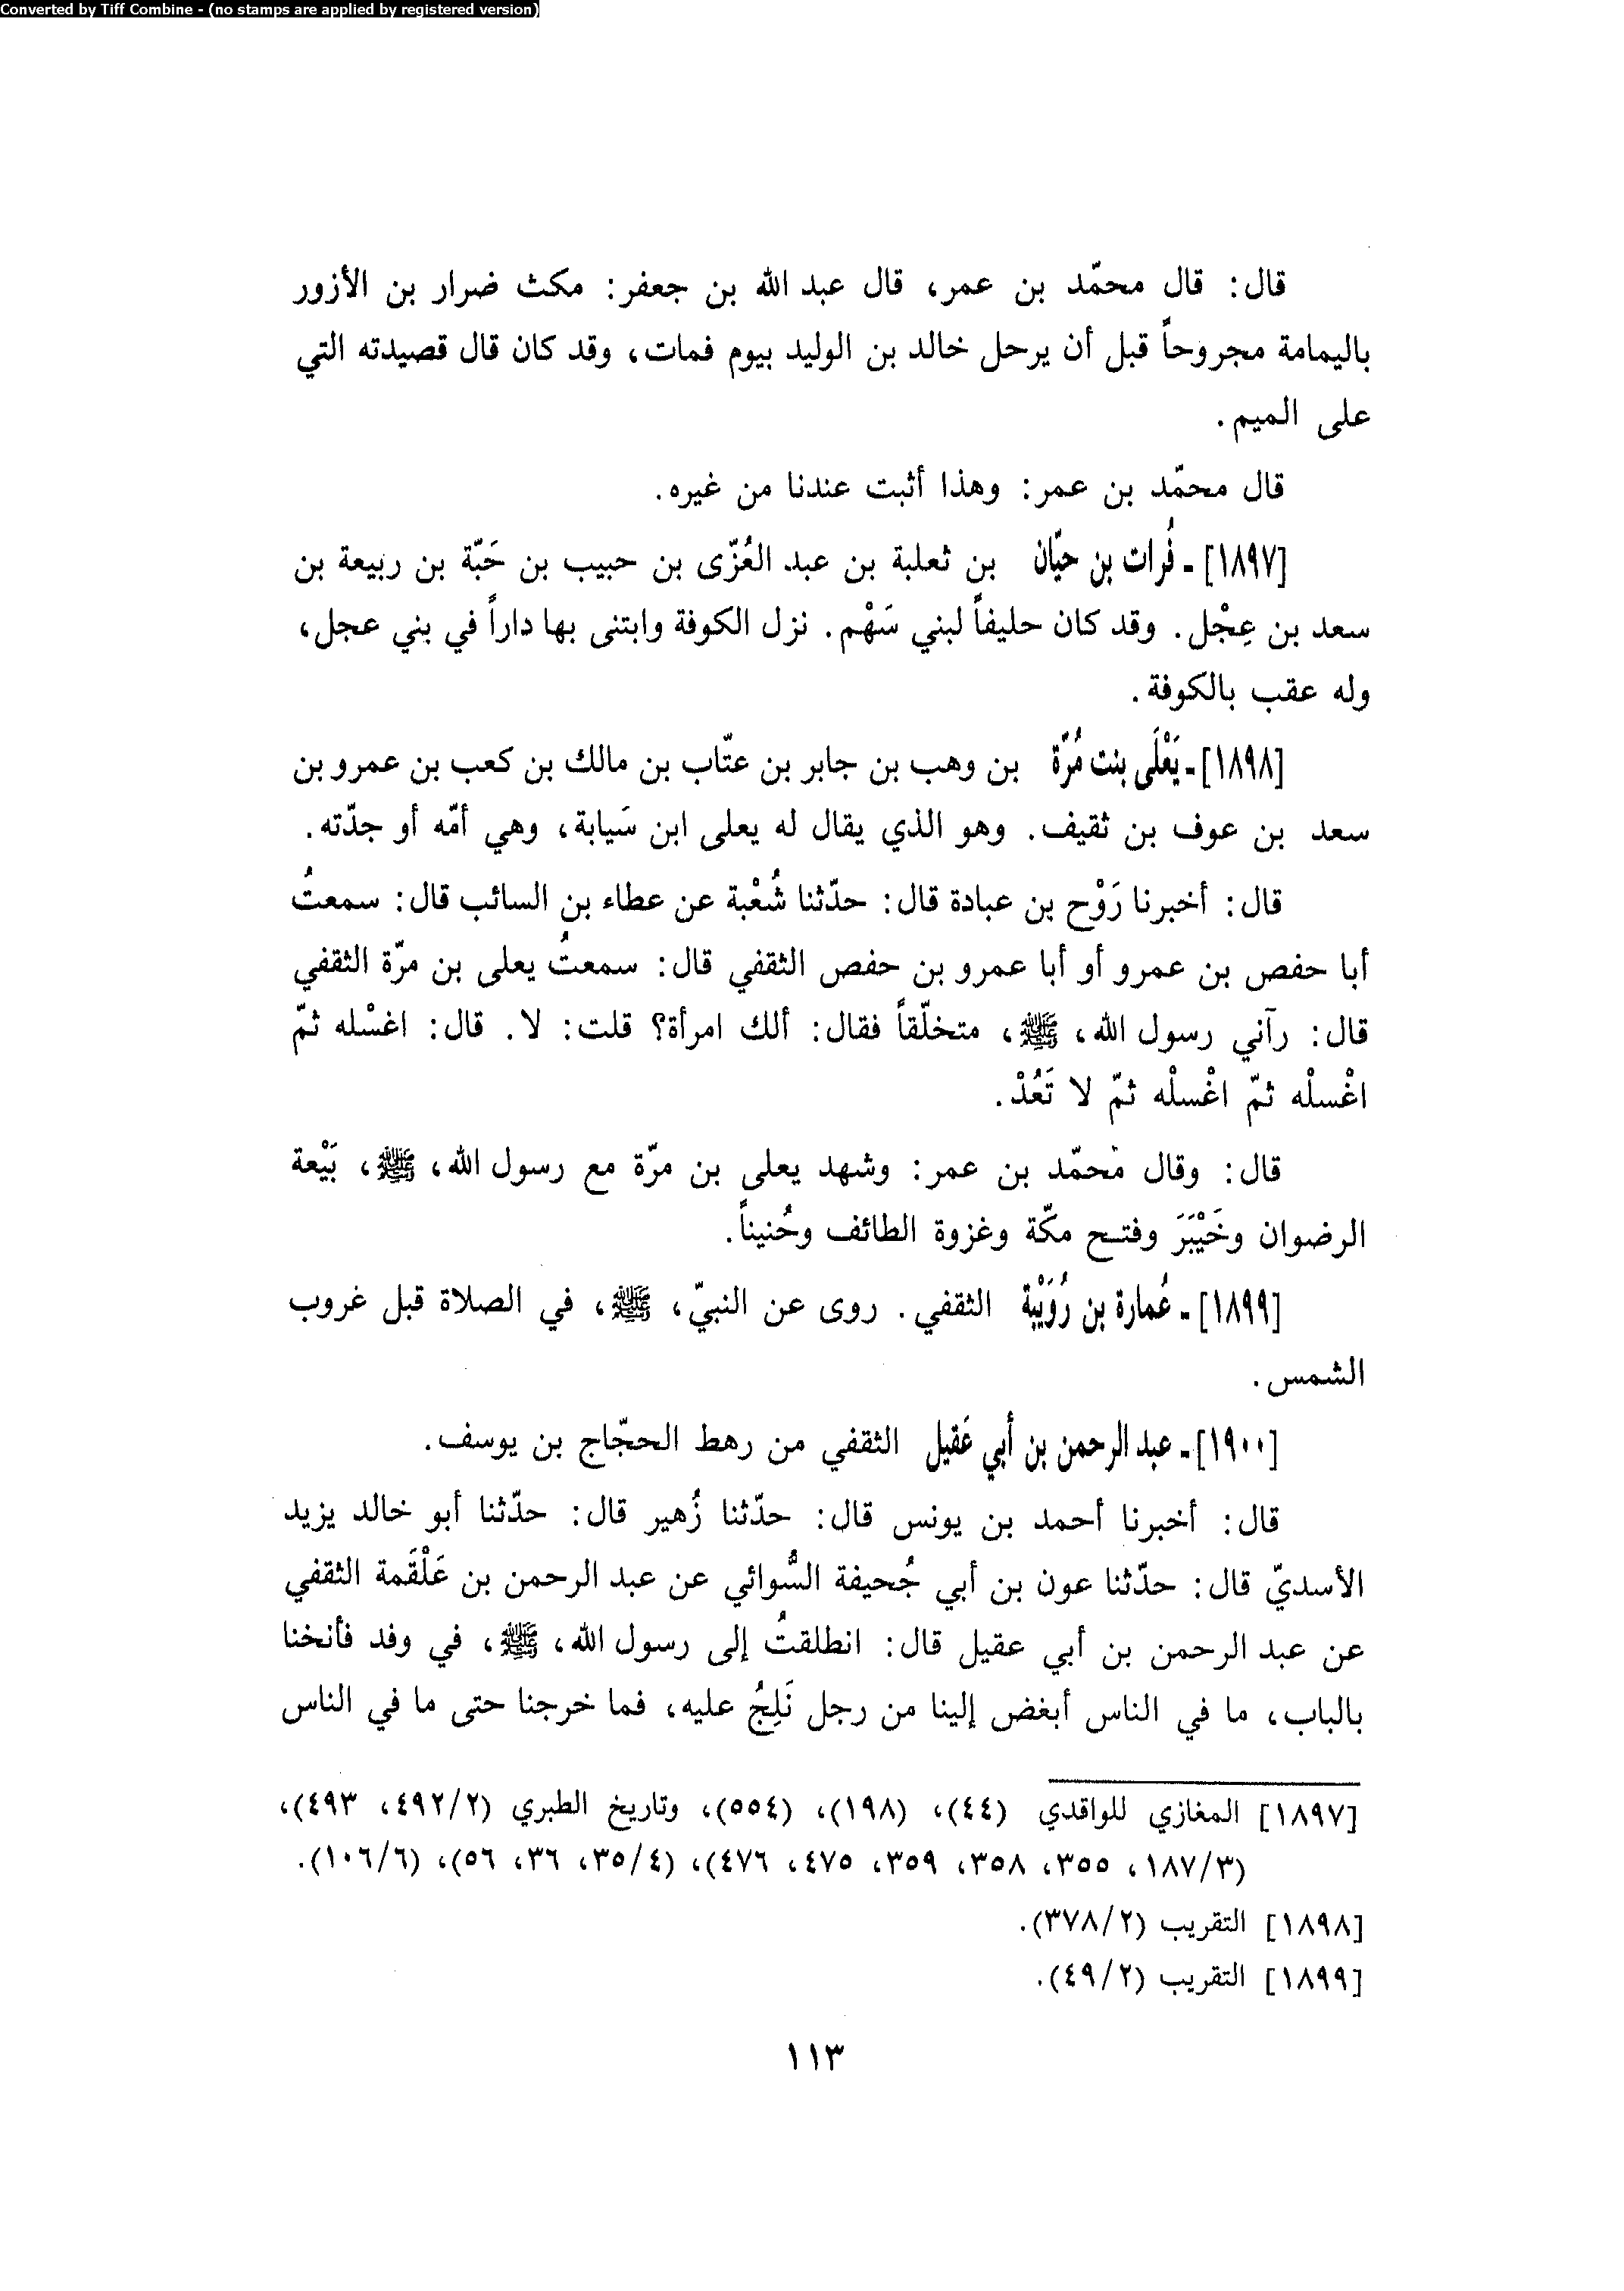 Converted by Tiff Combine - (no stamps are applied by registered version)
قال: قال محمّد بن عمر، قال عبد الله بن جعفر: مكث ضرار بن الأزور
باليمامة مجروحاً قبل أن يرحل خالد بن الوليد بيوم فمات، وقد كان قال قصيدته التي
على الميم.
قال محمّد بن عمر: وهذا أثبت عندنا من غيره.
[١٨٩٧] ـ فُرات بن حيّان بن ثعلبة بن عبد العُزّى بن حبيب بن حَبّة بن ربيعة بن
سعد بن عِجْل. وقد كان حليفاً لبني سَهْم. نزل الكوفة وابتنى بها داراً في بني عجل،
وله عقب بالكوفة.
[١٨٩٨] ـ يَعْلَى بنت مُرّة بن وهب بن جابر بن عتّاب بن مالك بن كعب بن عمرو بن
سعد بن عوف بن ثقيف. وهو الذي يقال له يعلى ابن سَيابة، وهي أمّه أو جدّته.
قال: أخبرنا رَوْح بن عبادة قال: حدّثنا شُعْبة عن عطاء بن السائب قال: سمعتُ
أبا حفص بن عمرو أو أبا عمرو بن حفص الثقفي قال: سمعتُ يعلى بن مرّة الثقفي
قال: رآني رسول الله، ﷺ، متخلّقاً فقال: ألك امرأة؟ قلت: لا. قال: اغسْله ثمّ
اغْسلْه ثمّ اغْسلْه ثمّ لا تَعُدْ.
قال: وقال محمّد بن عمر: وشهد يعلى بن مرّة مع رسول الله، ﷺ، بَيْعة
الرضوان وخَيْبَرَ وفتح مكّة وغزوة الطائف وحُنيناً.
[١٨٩٩] ـ عُمارة بن رُوَيْبة الثقفي. روى عن النبيّ، ﷺ، في الصلاة قبل غروب
الشمس.
[١٩٠٠] ـ عبد الرحمن بن أبي عَقيل الثقفي من رهط الحجّاج بن يوسف.
قال: أخبرنا أحمد بن يونس قال: حدّثنا زُهير قال: حدّثنا أبو خالد يزيد
الأسديّ قال: حدّثنا عون بن أبي جُحيفة السُّوائي عن عبد الرحمن بن عَلْقَمة الثقفي
عن عبد الرحمن بن أبي عقيل قال: انطلقتُ إلى رسول الله، ﷺ، في وفد فأنخنا
بالباب، ما في الناس أبغض إلينا من رجل نَلِجُ عليه، فما خرجنا حتى ما في الناس
[١٨٩٧] المغازي للواقدي (٤٤)، (١٩٨)، (٥٥٤)، وتاريخ الطبري (٤٩٢/٢، ٤٩٣)،
(١٨٧/٣، ٣٥٥، ٣٥٨، ٣٥٩، ٤٧٥، ٤٧٦)، (٣٥/٤، ٣٦، ٥٦)، (١٠٦/٦).
[١٨٩٨] التقريب (٣٧٨/٢).
[١٨٩٩] التقريب (٤٩/٢).
١١٣